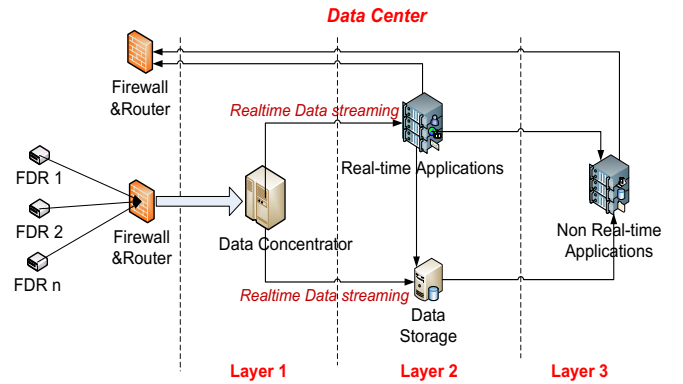 Data Center
Firewall
&Router
Realtime Data streaming
FDR 1
Real-time Applications
FDR 2
Firewall
&Router
Data Concentrator
Non Real-time
Applications
FDR n
Realtime Data streaming
Data
Storage
Layer 1
Layer 2
Layer 3